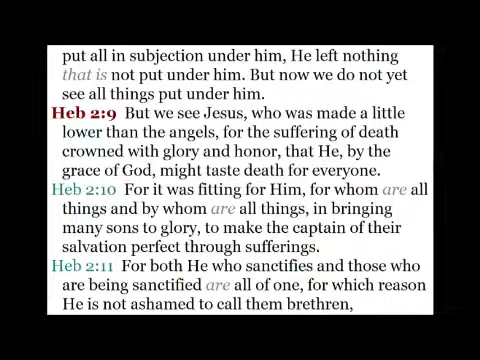 put all in subjection under him, He left nothing
that is not put under him. But now we do not yet
see all things put under him.
Heb 2:9 But we see Jesus, who was made a little
lower than the angels, for the suffering of death
crowned with glory and honor, that He, by the
grace of God, might taste death for everyone.
Heb 2:10 For it was fitting for Him, for whom are all
things and by whom are all things, in bringing
many sons to glory, to make the captain of their
salvation perfect through sufferings.
Heb 2:11 For both He who sanctifies and those who
are being sanctified are all of one, for which reason
He is not ashamed to call them brethren,